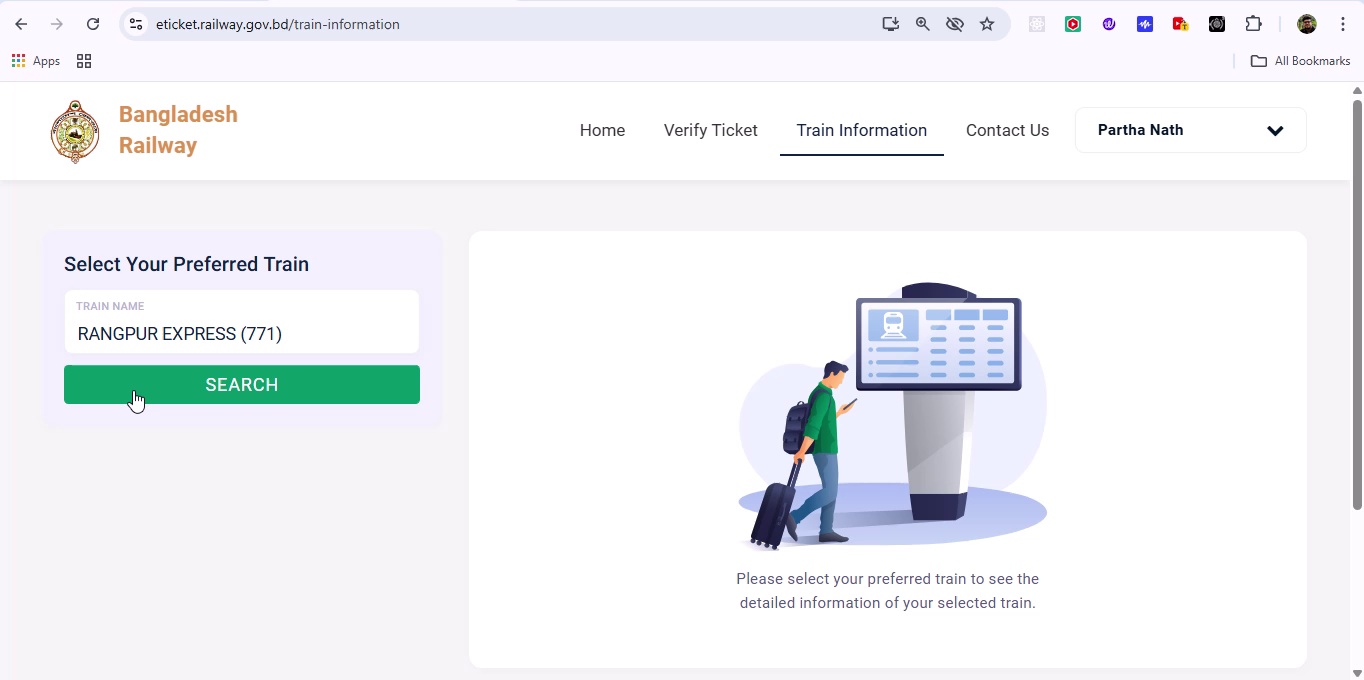 eticket.railway.gov.bd/train-information
Apps
All Bookmarks
Bangladesh
Railway
Home
Verify Ticket
Train Information
Contact Us
Partha Nath
Select Your Preferred Train
TRAIN NAME
RANGPUR EXPRESS (771)
SEARCH
Please select your preferred train to see the
detailed information of your selected train.